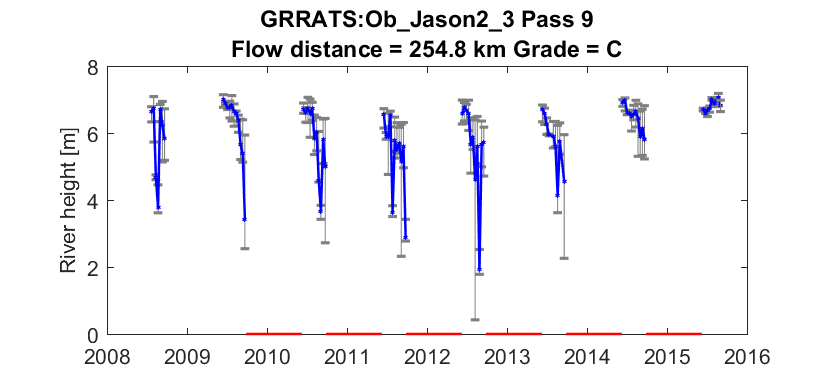 GRRATS:Ob_Jason2_3 Pass 9
Flow distance = 254.8 km Grade = C
River height [m]
8
6
4
2
0
2008 2009 2010 2011 2012 2013 2014 2015 2016